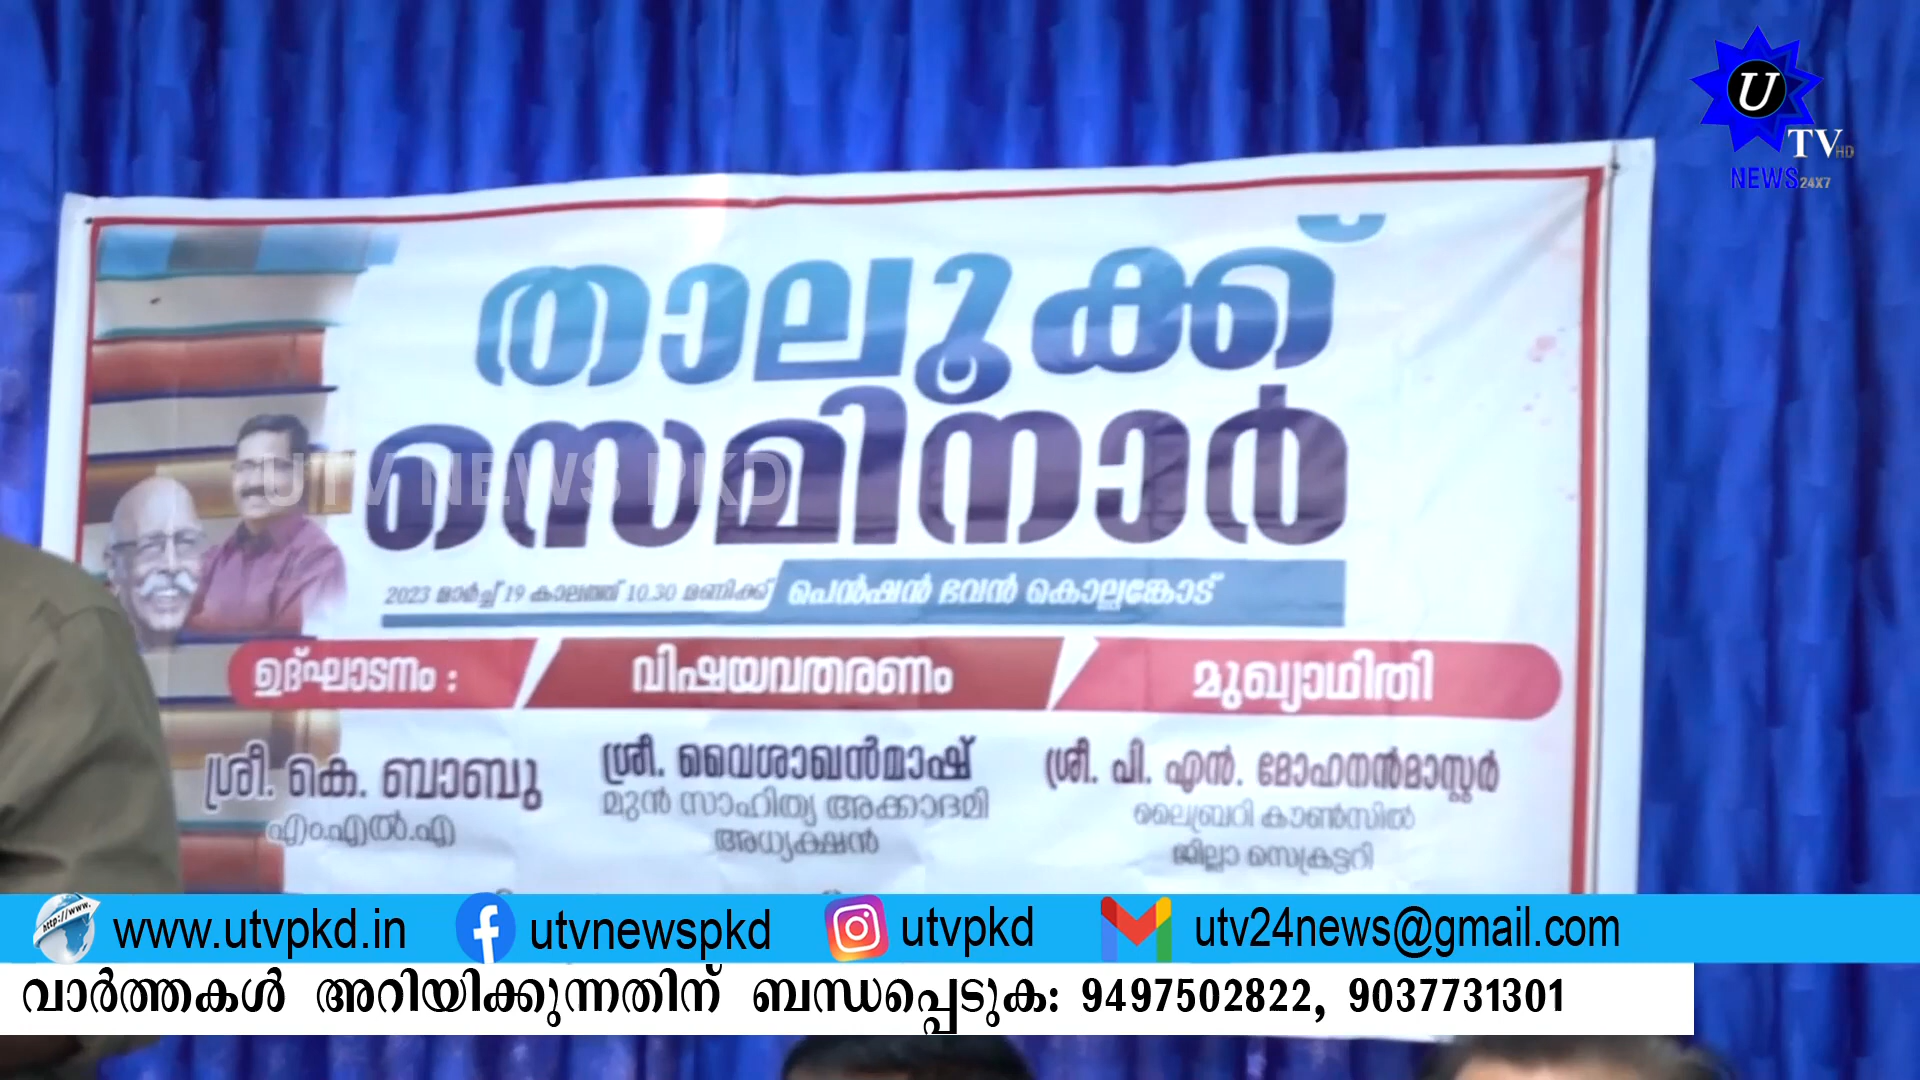 U
TV HD
NEWS 24X7
താലൂക്ക്
സെമിനാർ
UTV NEWS PKD
2023 മാർച്ച് 19 കാലത്ത് 10.30 മണിക്ക് പെൻഷൻ ഭവൻ കൊല്ലങ്കോട്
ഉദ്ഘാടനം : വിഷയവതരണം മുഖ്യാഥിതി
ശ്രീ. കെ. ബാബു ശ്രീ. വൈശാഖൻമാഷ് ശ്രീ. പി. എൻ. മോഹനൻമാസ്റ്റർ
എം.എൽ.എ മുൻ സാഹിത്യ അക്കാദമി ലൈബ്രറി കൗൺസിൽ
അധ്യക്ഷൻ ജില്ലാ സെക്രട്ടറി
http://www. www.utvpkd.in utvnewspkd utvpkd utv24news@gmail.com
വാർത്തകൾ അറിയിക്കുന്നതിന് ബന്ധപ്പെടുക: 9497502822, 9037731301